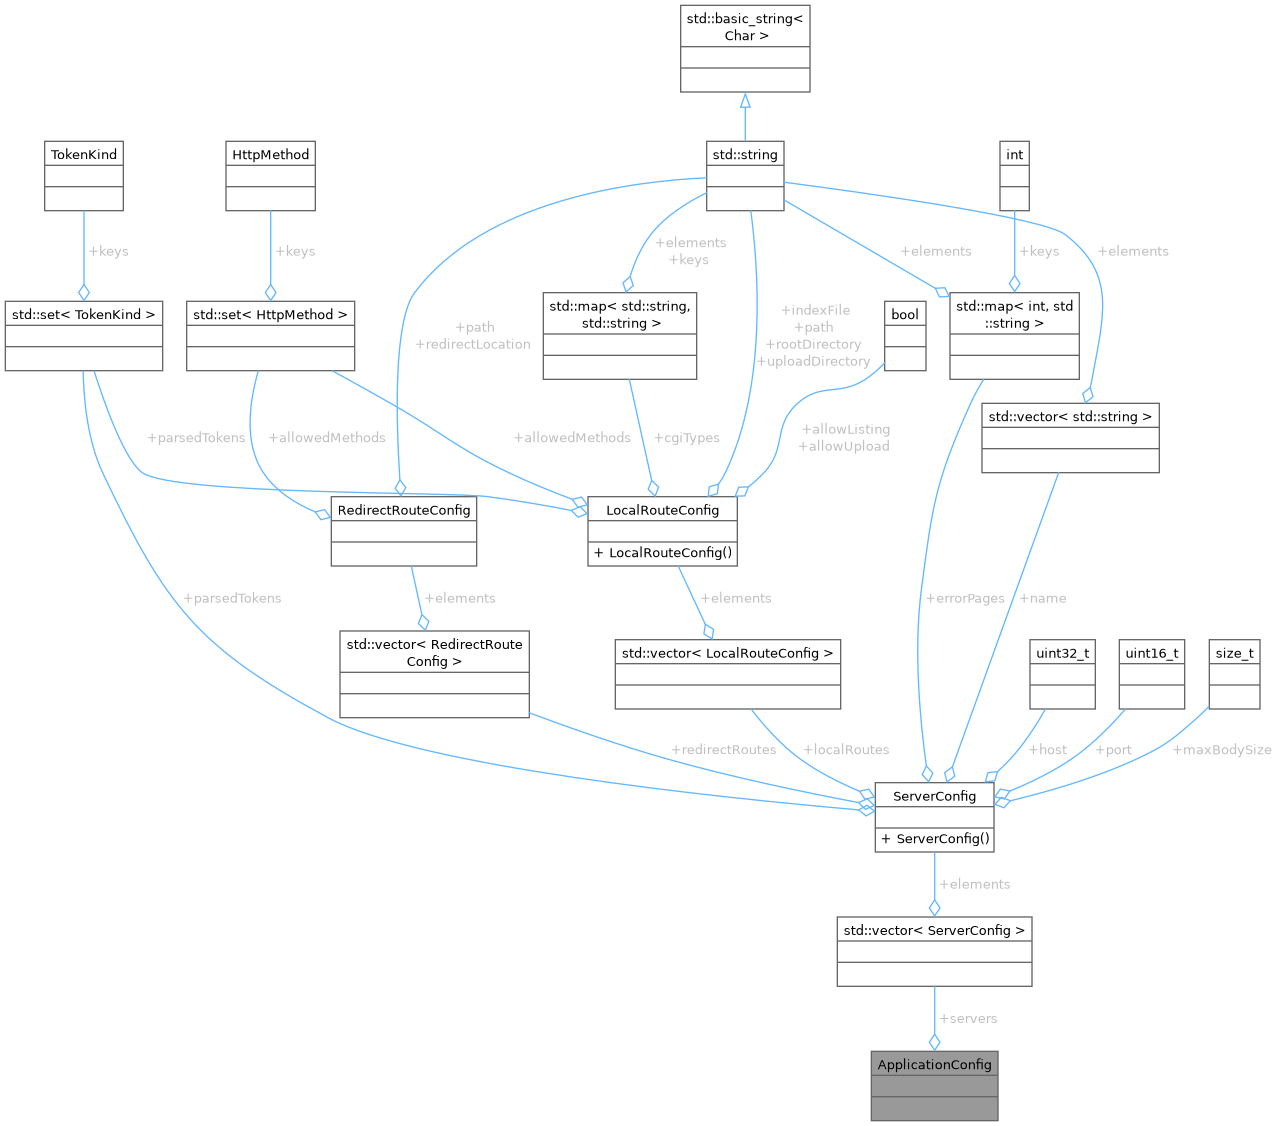 std::basic_string<
Char >
TokenKind
HttpMethod
std::string
int
+keys
+keys
+elements
+keys
+elements
+keys
+elements
std::set< TokenKind >
std::set< HttpMethod >
+path
+redirectLocation
std::map< std::string,
std::string >
+indexFile
+path
+rootDirectory
+uploadDirectory
bool
std::map< int, std
::string >
std::vector< std::string >
+parsedTokens
+allowedMethods
+allowedMethods
+cgiTypes
+allowListing
+allowUpload
RedirectRouteConfig
LocalRouteConfig
+ LocalRouteConfig()
+parsedTokens
+elements
+elements
+errorPages
+name
std::vector< RedirectRoute
Config >
std::vector< LocalRouteConfig >
uint32_t
uint16_t
size_t
+redirectRoutes
+localRoutes
+host
+port
+maxBodySize
ServerConfig
+ ServerConfig()
+elements
std::vector< ServerConfig >
+servers
ApplicationConfig